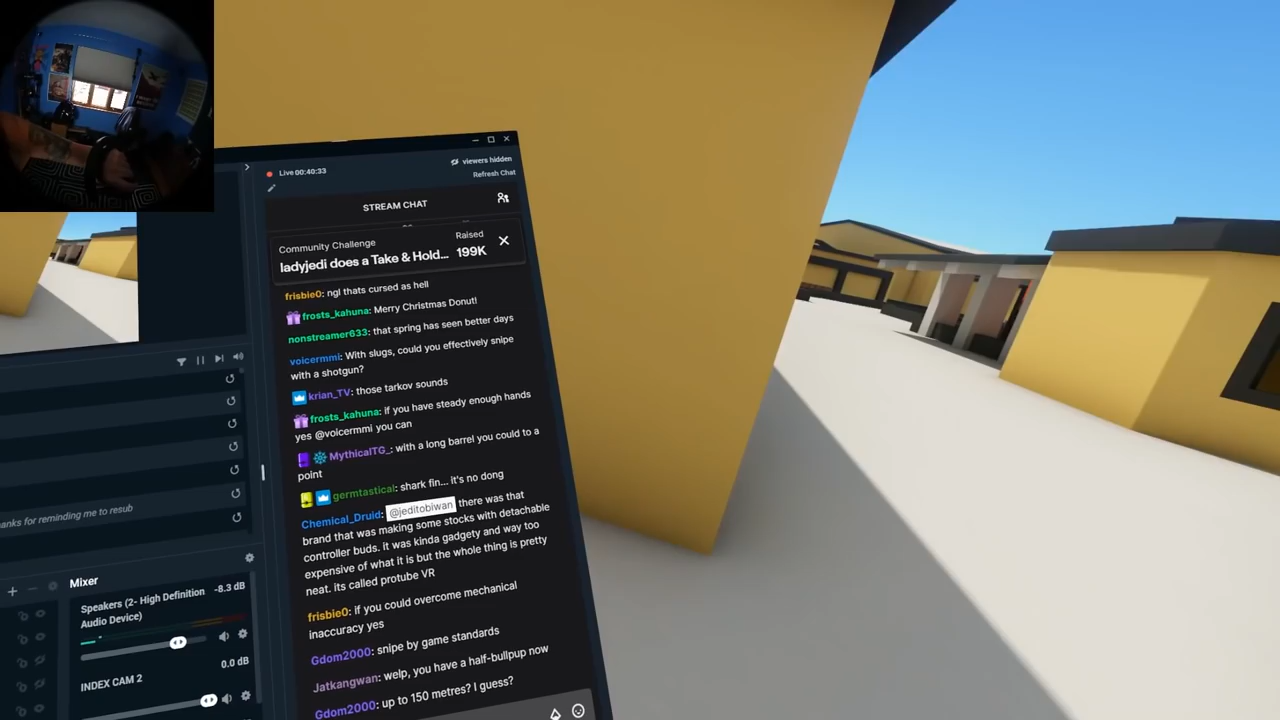 Live 00:40:33
viewers hidden
Refresh Chat
STREAM CHAT
Community Challenge
Raised
ladyjedi does a Take & Hold...
199K
frisbie0: ngl thats cursed as hell
frosts_kahuna: Merry Christmas Donut!
nonstreamer633: that spring has seen better days
voicermmi: With slugs, could you effectively snipe
with a shotgun?
krian_TV: those tarkov sounds
frosts_kahuna: if you have steady enough hands
yes @voicermmi you can
MythicalTG_: with a long barrel you could to a
point
germtastical: shark fin... it's no dong
Chemical_Druid: @jeditobiwan there was that
brand that was making some stocks with detachable
controller buds. it was kinda gadgety and way too
expensive of what it is but the whole thing is pretty
neat. its called protube VR
frisbie0: if you could overcome mechanical
inaccuracy yes
Gdom2000: snipe by game standards
Jatkangwan: welp, you have a half-bullpup now
Gdom2000: up to 150 metres? I guess?
anks for reminding me to resub
Mixer
Speakers (2- High Definition
Audio Device)
-8.3 dB
0.0 dB
INDEX CAM 2